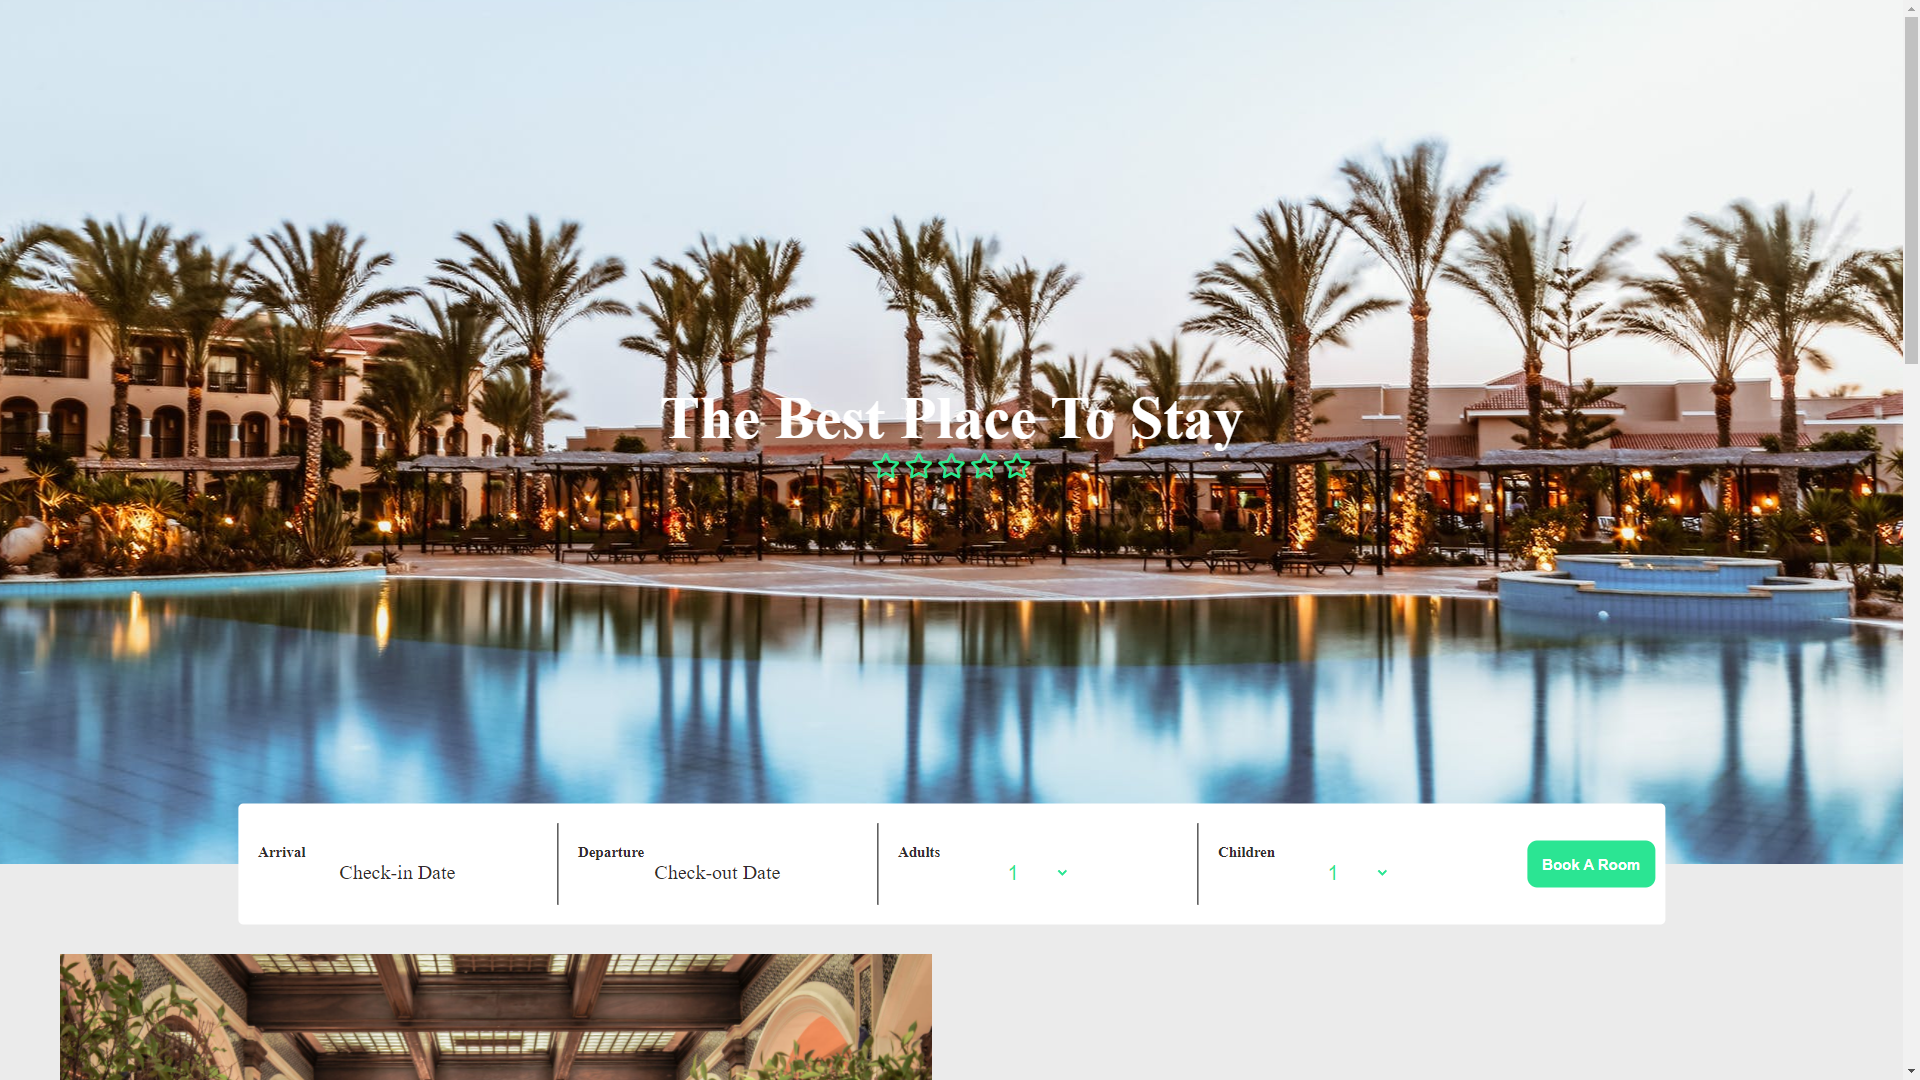 The Best Place To Stay
Arrival
Check-in Date
Departure
Check-out Date
Adults
1
Children
1
Book A Room